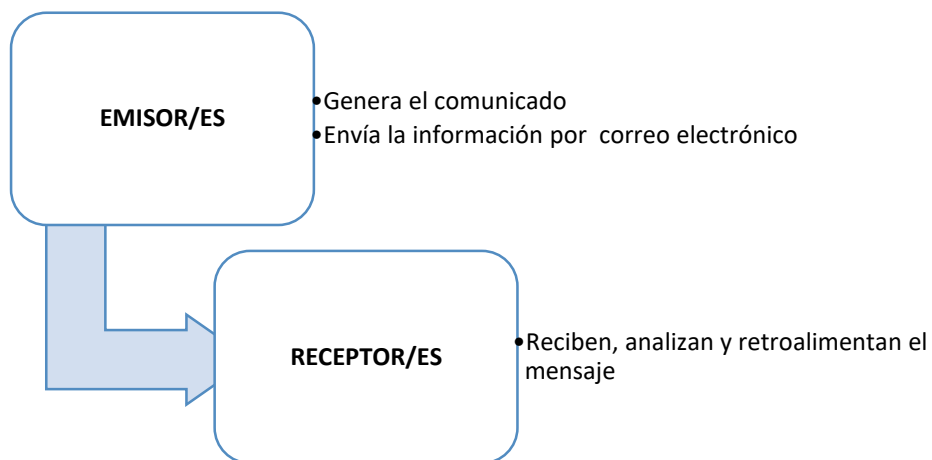 EMISOR/ES
•Genera el comunicado
•Envía la información por correo electrónico
RECEPTOR/ES
•Reciben, analizan y retroalimentan el
mensaje